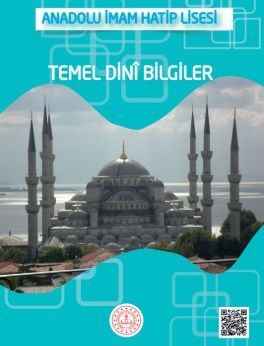 ANADOLU İMAM HATİP LİSESİ
TEMEL DİNÎ BİLGİLER